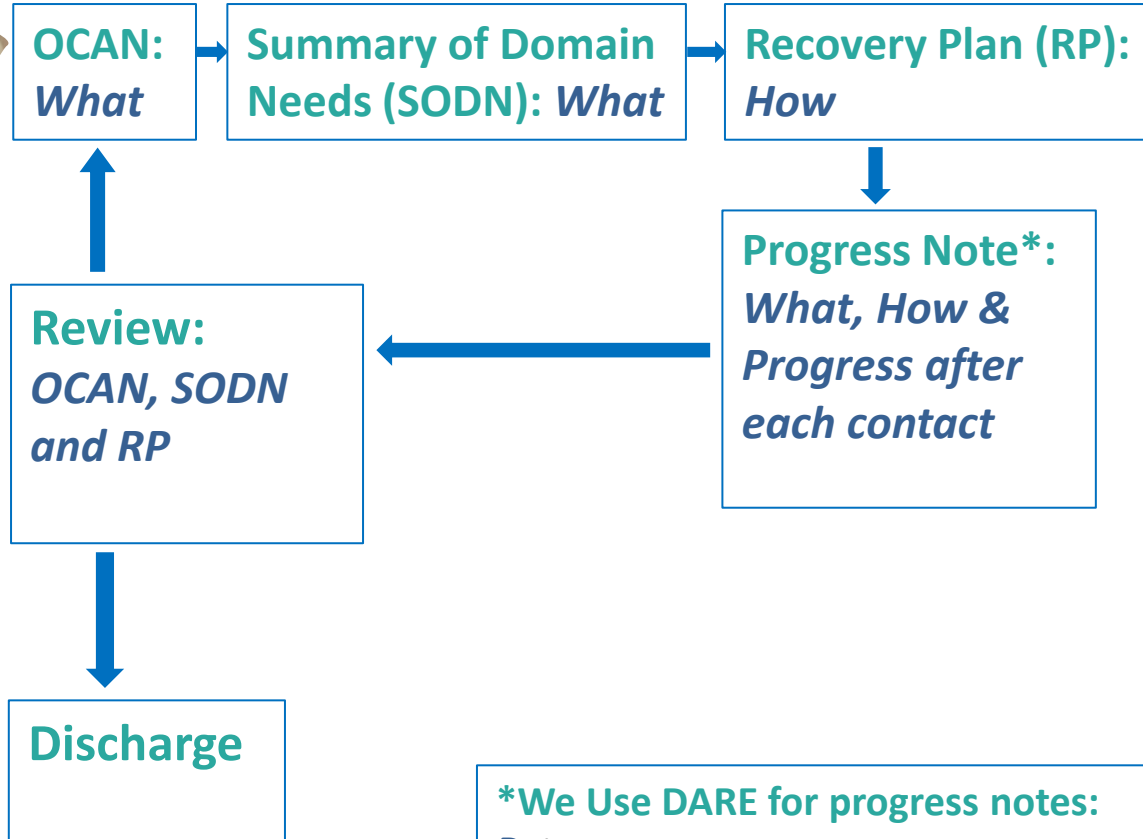 OCAN:
What
Summary of Domain
Needs (SODN): What
Recovery Plan (RP):
How
Progress Note*:
What, How &
Progress after
each contact
Review:
OCAN, SODN
and RP
Discharge
*We Use DARE for progress notes: